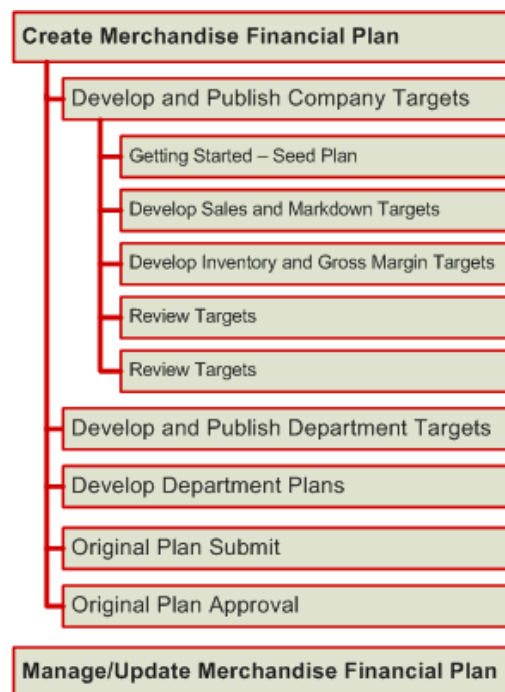 Create Merchandise Financial Plan
Develop and Publish Company Targets
Getting Started – Seed Plan
Develop Sales and Markdown Targets
Develop Inventory and Gross Margin Targets
Review Targets
Review Targets
Develop and Publish Department Targets
Develop Department Plans
Original Plan Submit
Original Plan Approval
Manage/Update Merchandise Financial Plan